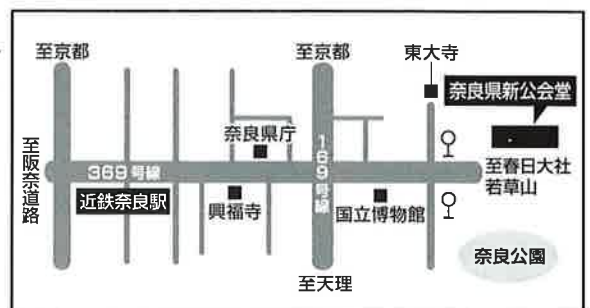 至京都
至京都
東大寺
奈良県新公会堂
奈良県庁
至阪奈道路
369号線
169号線
至春日大社
若草山
近鉄奈良駅
興福寺
国立博物館
奈良公園
至天理